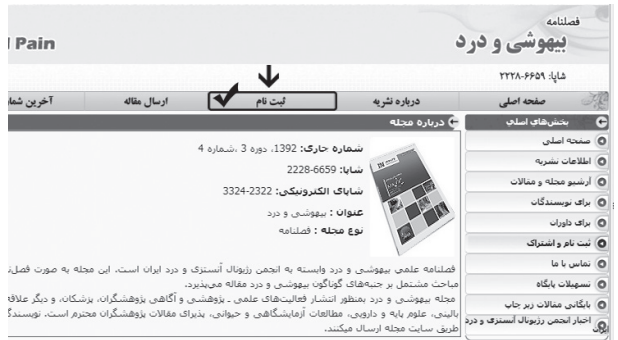 فصلنامه
بیهوشی و درد
Pain
شاپا: ۶۶۵۹-۲۲۲۸
صفحه اصلی
درباره نشریه
ثبت نام
ارسال مقاله
آخرین شما
بخش‌های اصلی
صفحه اصلی
اطلاعات نشریه
آرشیو مجله و مقالات
برای نویسندگان
برای داوران
ثبت نام و اشتراک
تماس با ما
تسهیلات پایگاه
بایگانی مقالات زیر چاپ
اخبار انجمن رژیونال آنستزی و درد ایران
درباره مجله
شماره جاری: 1392، دوره 3 ،شماره 4
شاپا: 2228-6659
شاپای الکترونیکی: 2322-3324
عنوان : بیهوشی و درد
نوع مجله : فصلنامه
فصلنامه علمی بیهوشی و درد وابسته به انجمن رژیونال آنستزی و درد ایران است. این مجله به صورت فصلن
مباحث مشتمل بر جنبه‌های گوناگون بیهوشی و درد مقاله می‌پذیرد.
مجله بیهوشی و درد بمنظور انتشار فعالیت‌های علمی ـ پژوهشی و آگاهی پژوهشگران، پزشکان، و دیگر علاقه
بالینی، علوم پایه و دارویی، مطالعات آزمایشگاهی و حیوانی، پذیرای مقالات پژوهشگران محترم است. نویسندگ
طریق سایت مجله ارسال میکنند.